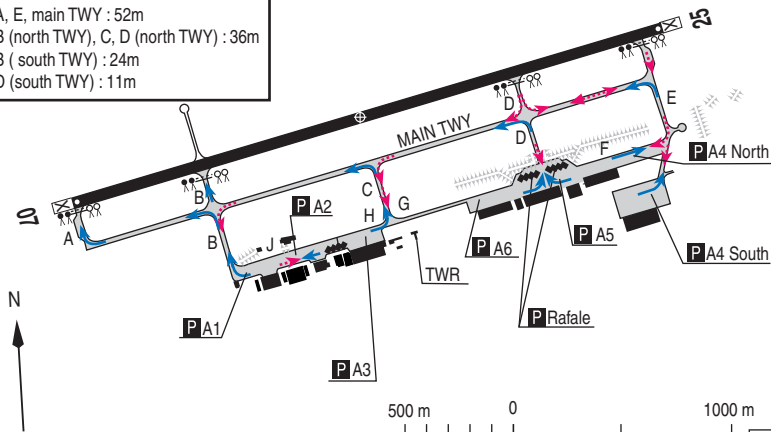 A, E, main TWY : 52m
B (north TWY), C, D (north TWY) : 36m
B ( south TWY) : 24m
D (south TWY) : 11m
25
D
E
MAIN TWY
D
F
P A4 North
B
C
G
07
A
B
J
P A2
H
P A6
P A5
P A4 South
TWR
N
P A1
P Rafale
P A3
500 m
0
1000 m